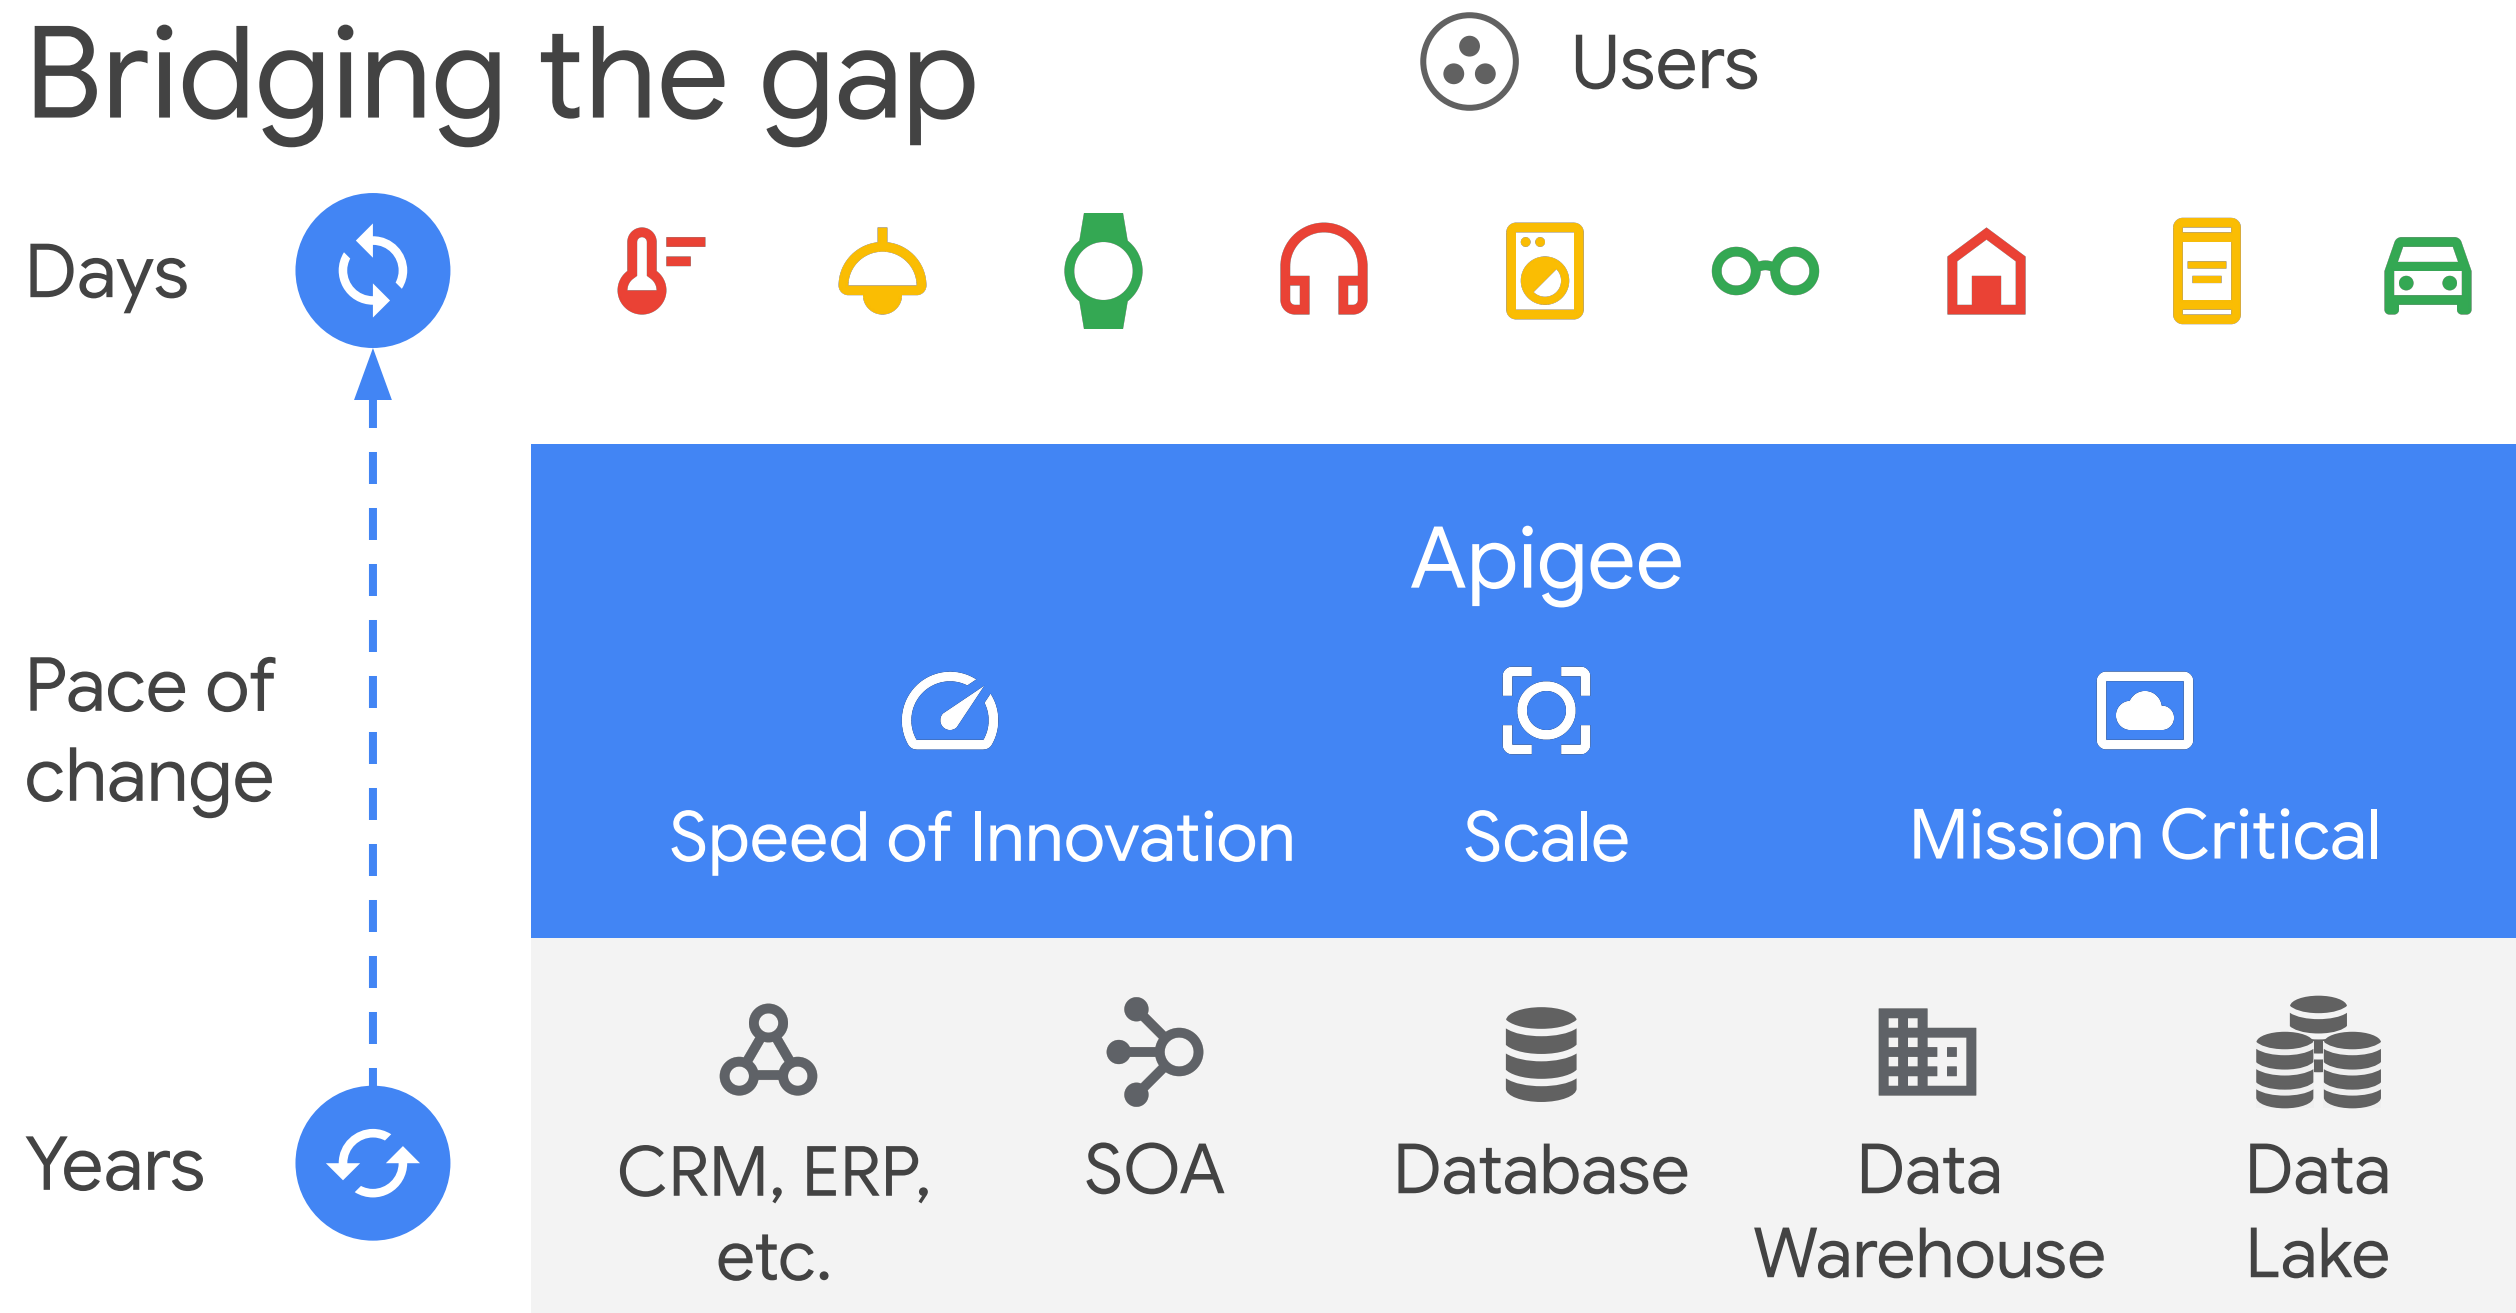 Bridging the gap
Users
Days
Apigee
Pace of
change
Speed of Innovation
Scale
Mission Critical
Years
CRM, ERP,
etc.
SOA
Database
Data
Warehouse
Data
Lake